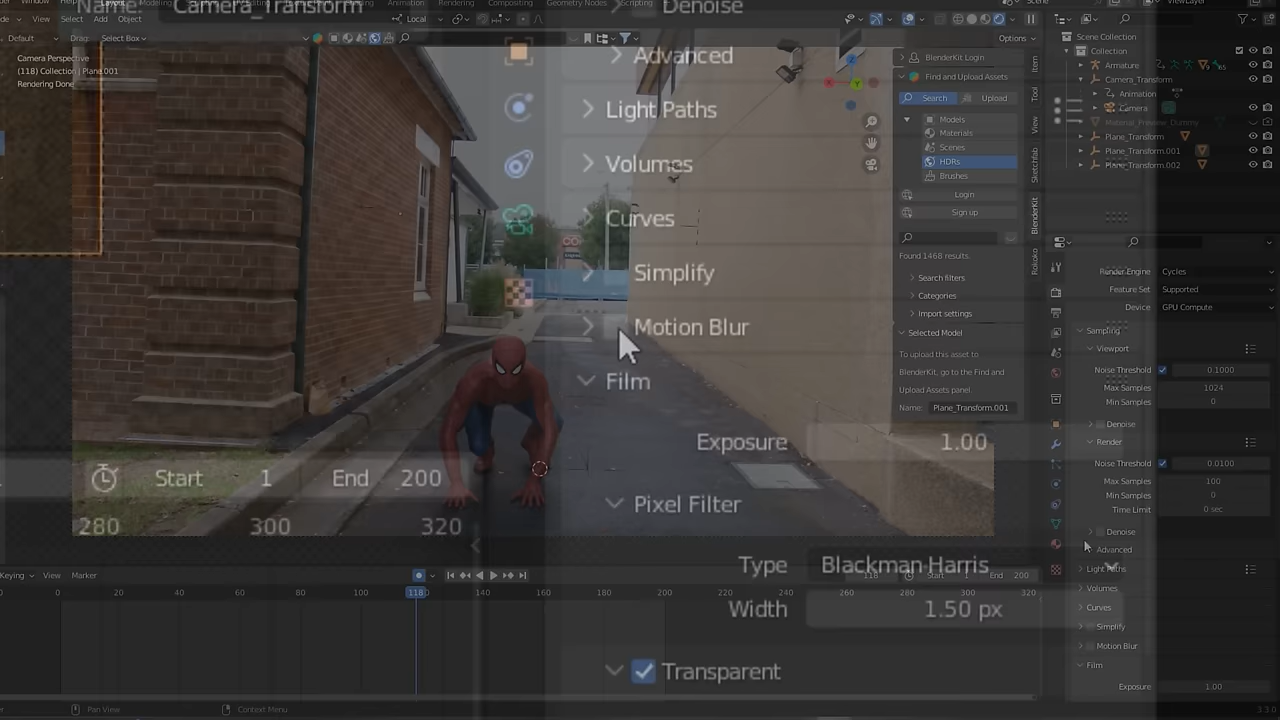 Name: Camera_Transform
Layout
Rendering
Compositing
Geometry Nodes
Scripting
Scene
ViewLayer
View
Select
Add
Object
Local
Default
Drag:
Select Box
Options
Camera Perspective
(118) Collection | Plane.001
Rendering Done
Denoise
Advanced
Light Paths
Volumes
Curves
Simplify
Motion Blur
Film
Exposure
1.00
Pixel Filter
Type
Blackman-Harris
Width
1.50 px
Transparent
Start
1
End
200
280
300
320
BlenderKit Login
Find and Upload Assets
Search
Upload
Models
Materials
Scenes
HDRs
Brushes
Login
Sign up
Found 1468 results.
Search filters
Categories
Import settings
Selected Model
To upload this asset to
BlenderKit, go to the Find and
Upload Assets panel.
Name:
Plane_Transform.001
Item
Tool
View
Sketchfab
BlenderKit
Rokoko
Scene Collection
Collection
Armature
Camera_Transform
Animation
Camera
Material_Preview_Dummy
Plane_Transform
Plane_Transform.001
Plane_Transform.002
Render Engine
Cycles
Feature Set
Supported
Device
GPU Compute
Sampling
Viewport
Noise Threshold
0.1000
Max Samples
1024
Min Samples
0
Denoise
Render
Noise Threshold
0.0100
Max Samples
100
Min Samples
0
Time Limit
0 sec
Denoise
Advanced
Light Paths
Volumes
Curves
Simplify
Motion Blur
Film
Exposure
1.00
Keying
View
Marker
118
Start
1
End
200
0
20
40
60
80
100
118
140
160
180
200
220
240
260
280
300
320
Pan View
Context Menu
3.3.0